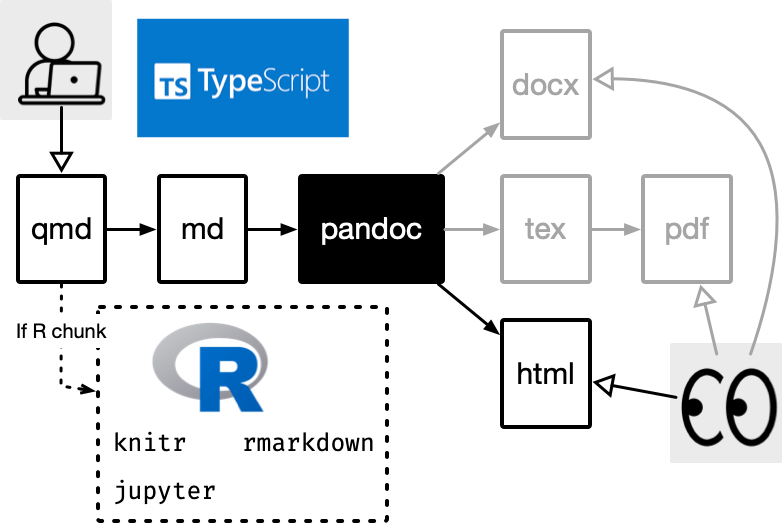 TS TypeScript
docx
qmd
md
pandoc
tex
pdf
If R chunk
R
html
knitr rmarkdown
jupyter